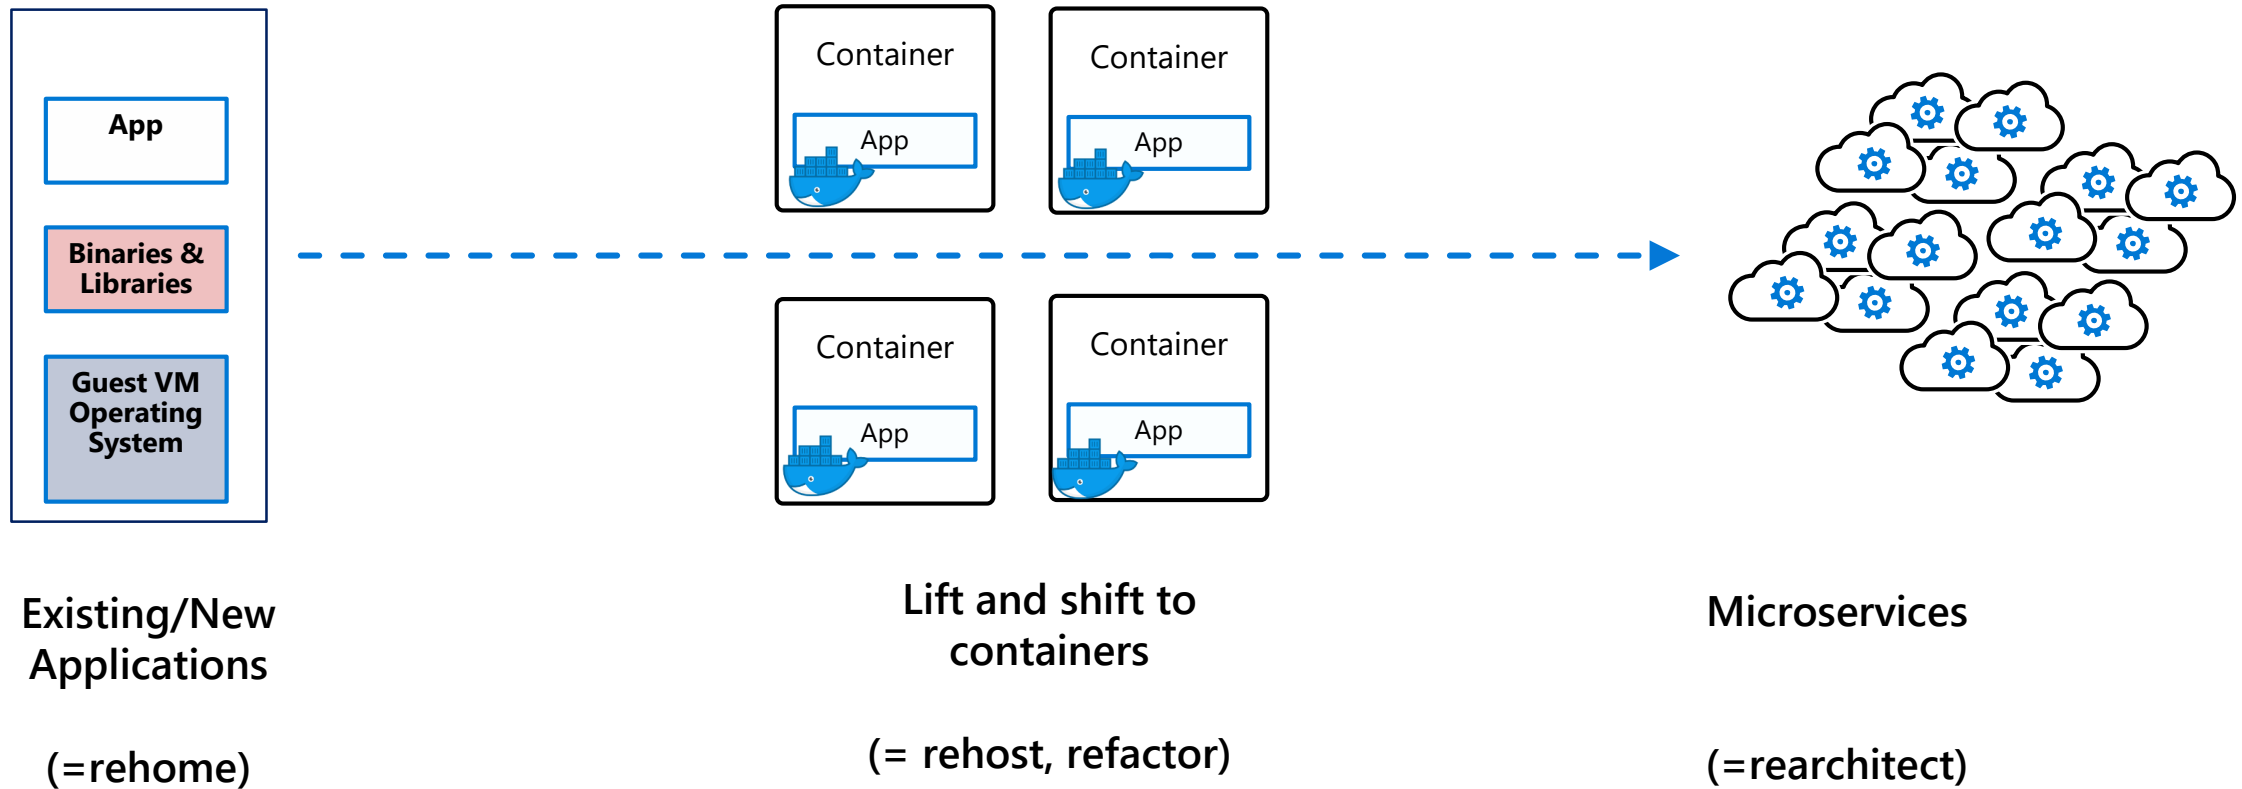 App
Binaries &
Libraries
Guest VM
Operating
System
Container
App
Container
App
Container
App
Container
App
Existing/New
Applications
(=rehome)
Lift and shift to
containers
(= rehost, refactor)
Microservices
(=rearchitect)